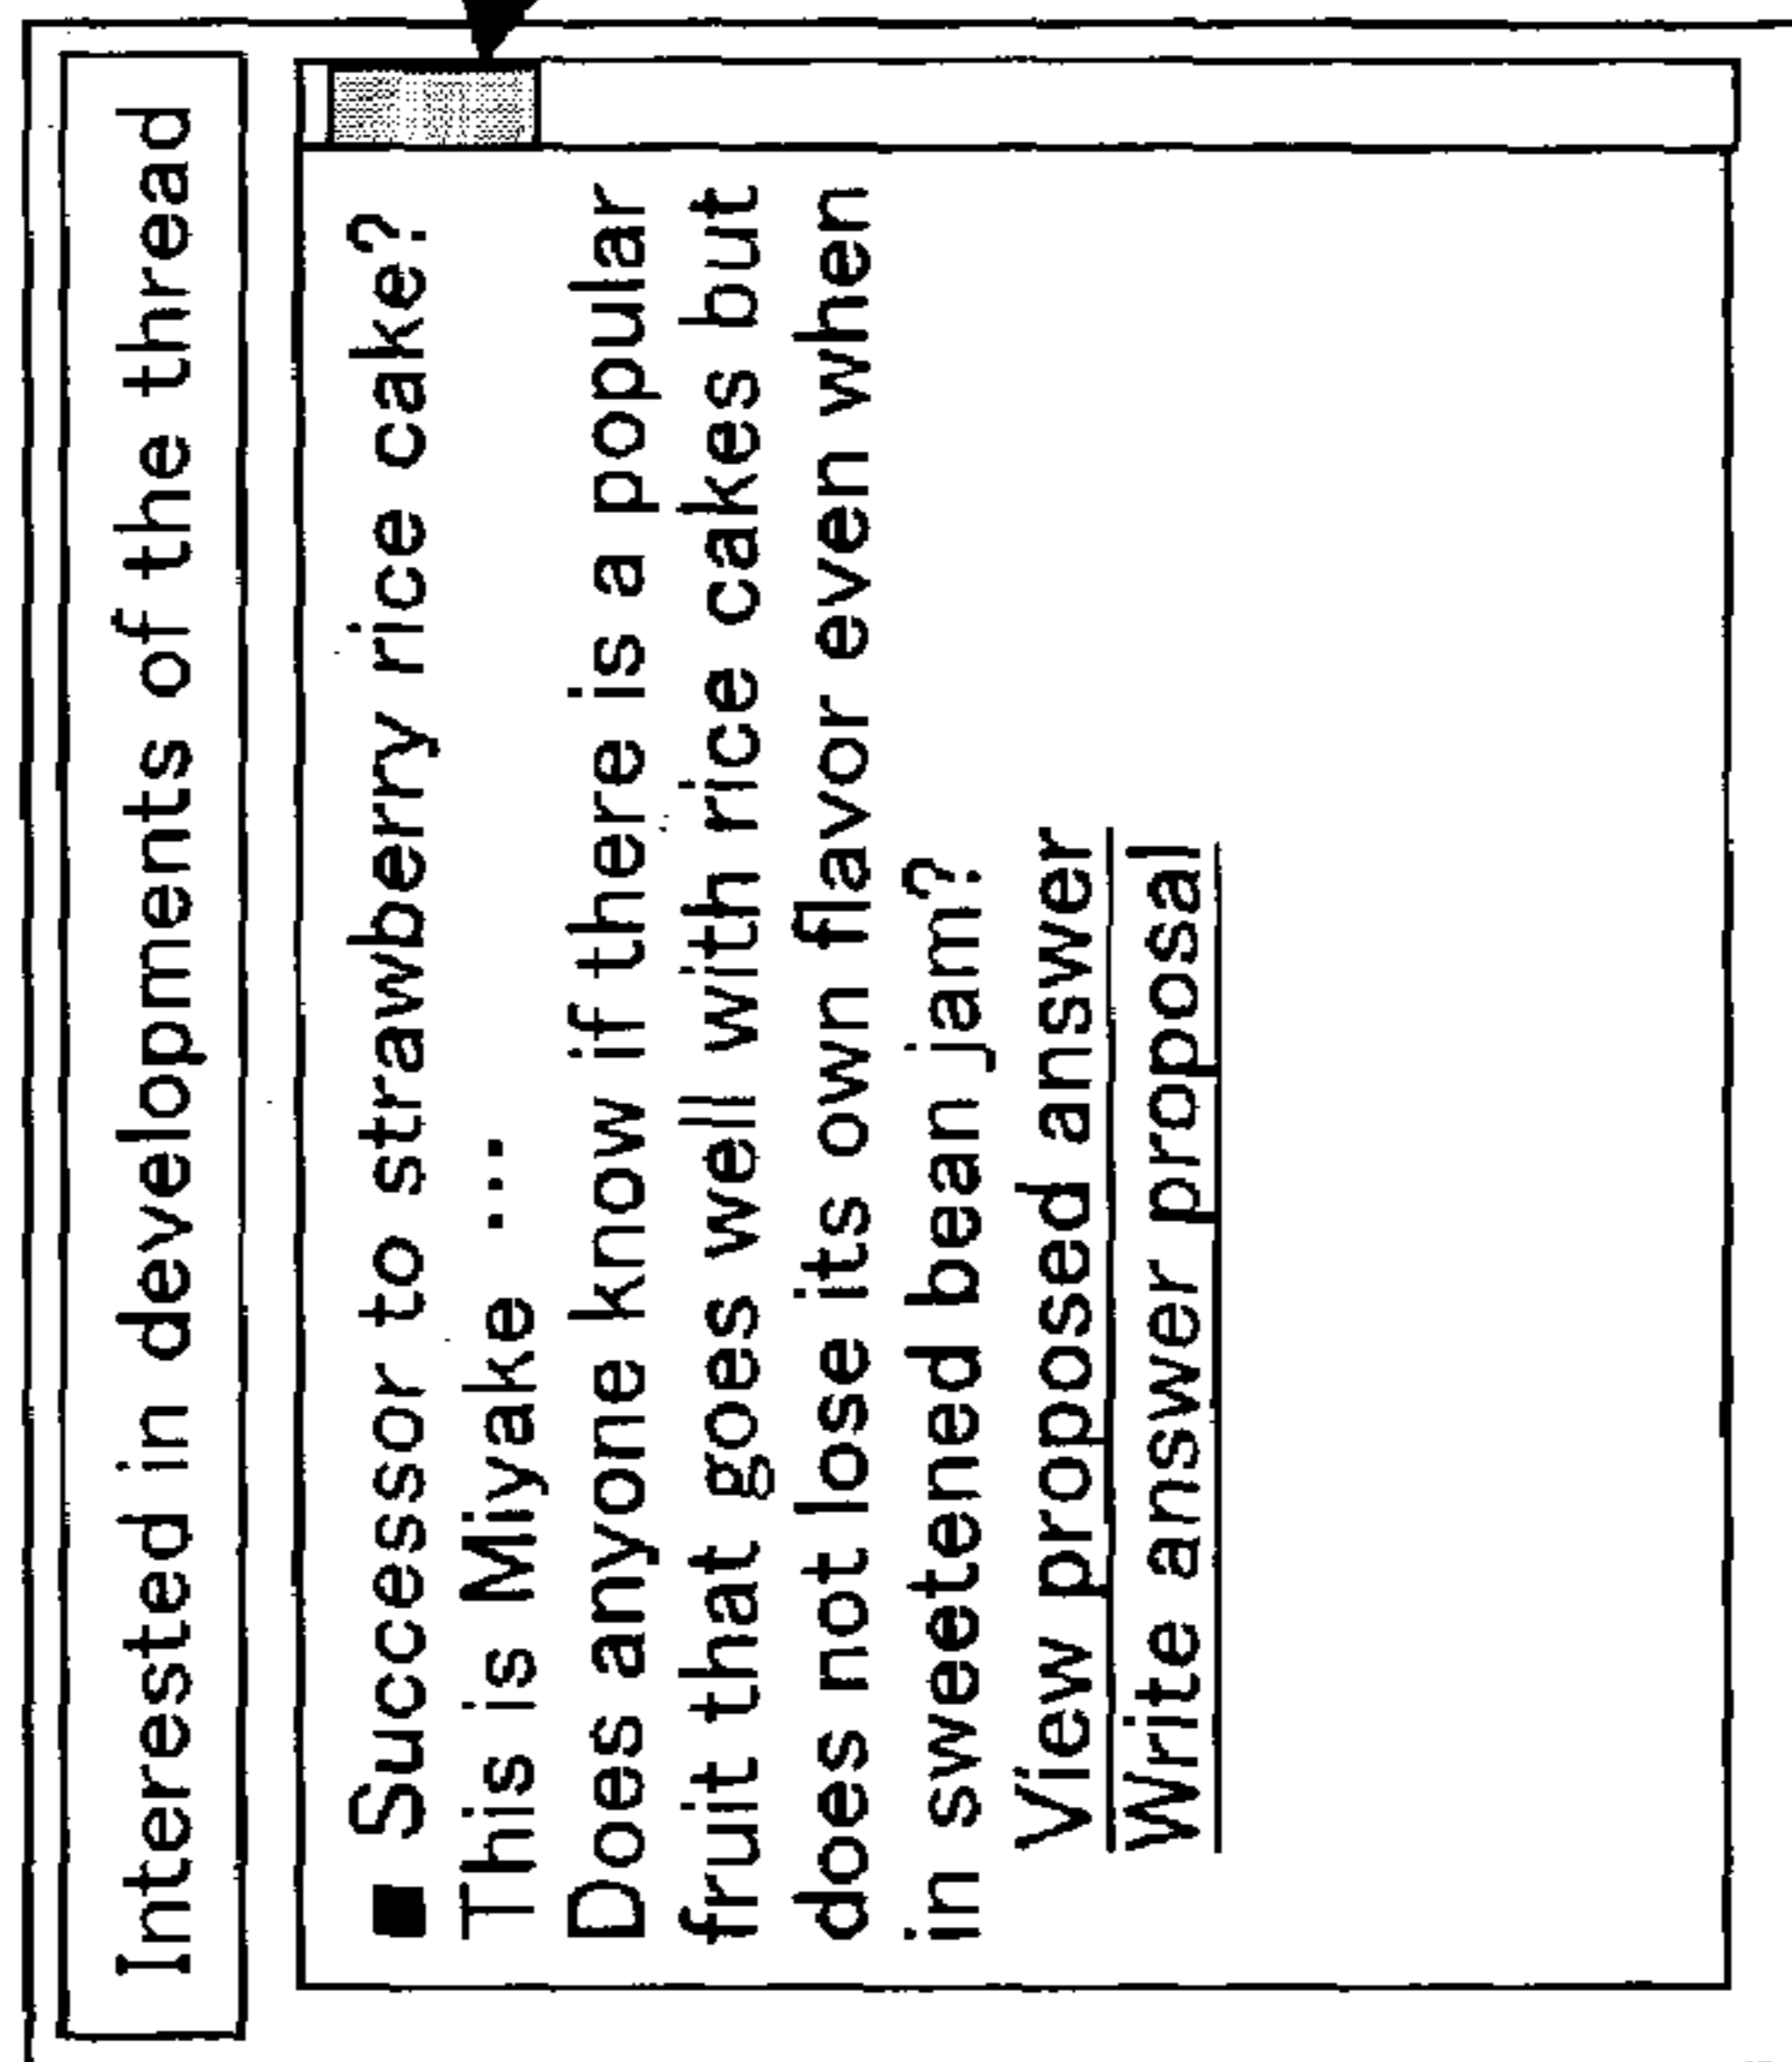 Interested in developments of the thread
■ Successor to strawberry rice cake?
This is Miyake ...
Does anyone know if there is a popular
fruit that goes well with rice cakes but
does not lose its own flavor even when
in sweetened bean jam?
View proposed answer
Write answer proposal